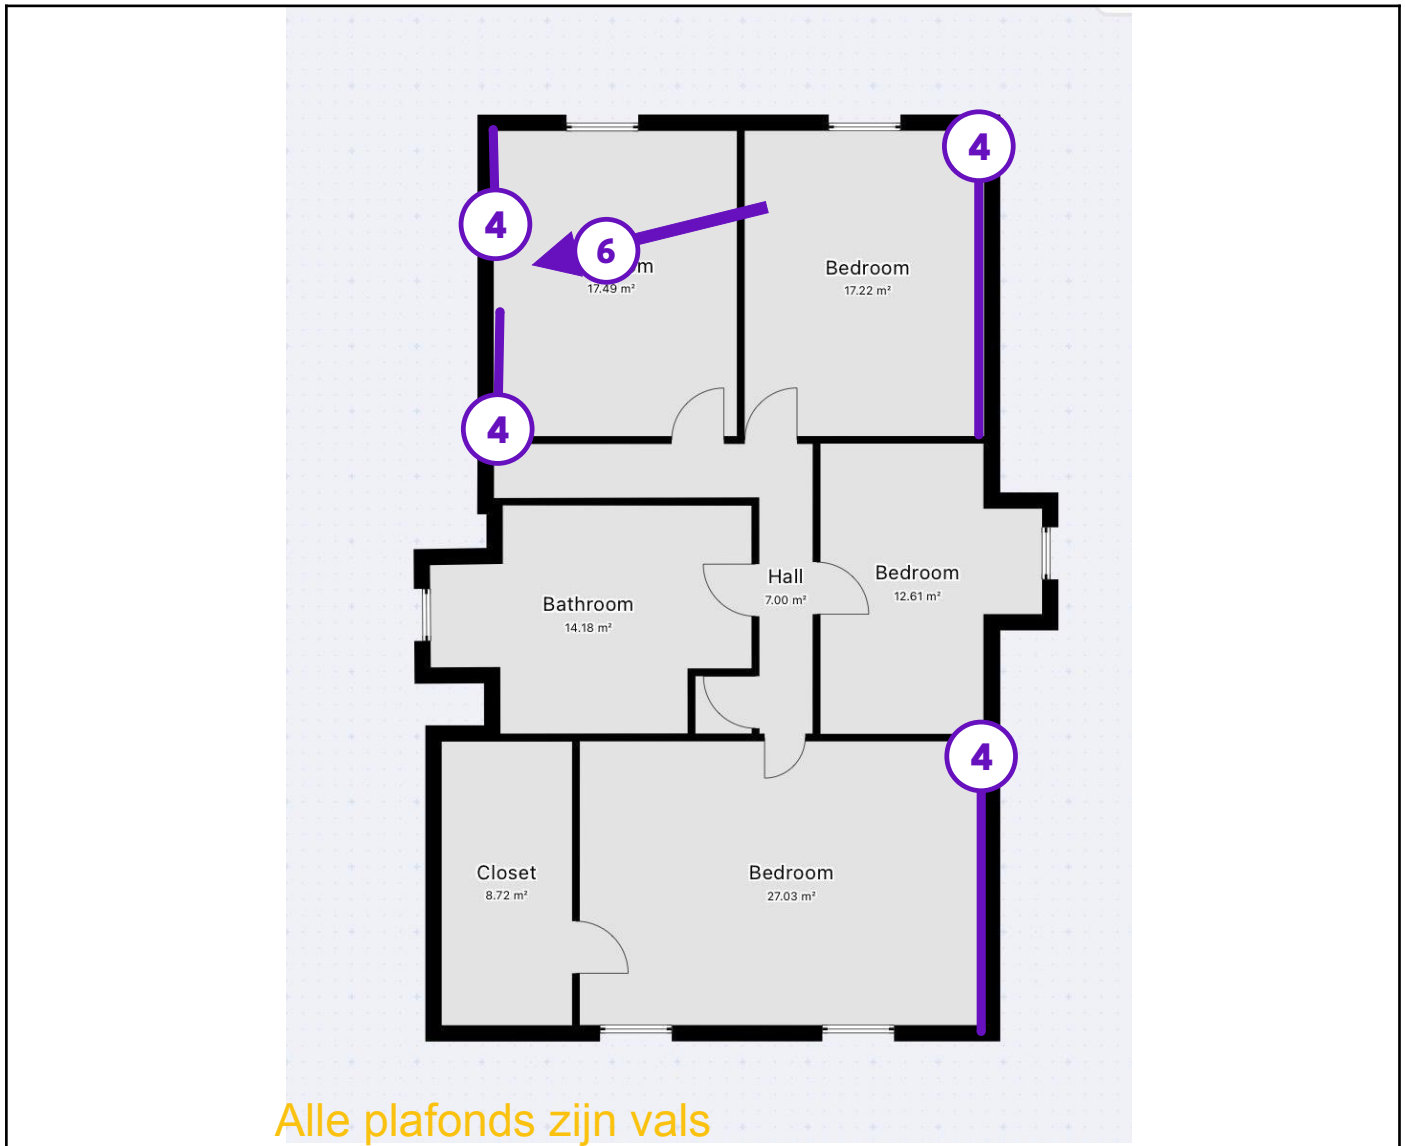 4
4
6
m
17.49 m²
Bedroom
17.22 m²
4
Hall
7.00 m²
Bedroom
12.61 m²
Bathroom
14.18 m²
4
Closet
8.72 m²
Bedroom
27.03 m²
Alle plafonds zijn vals